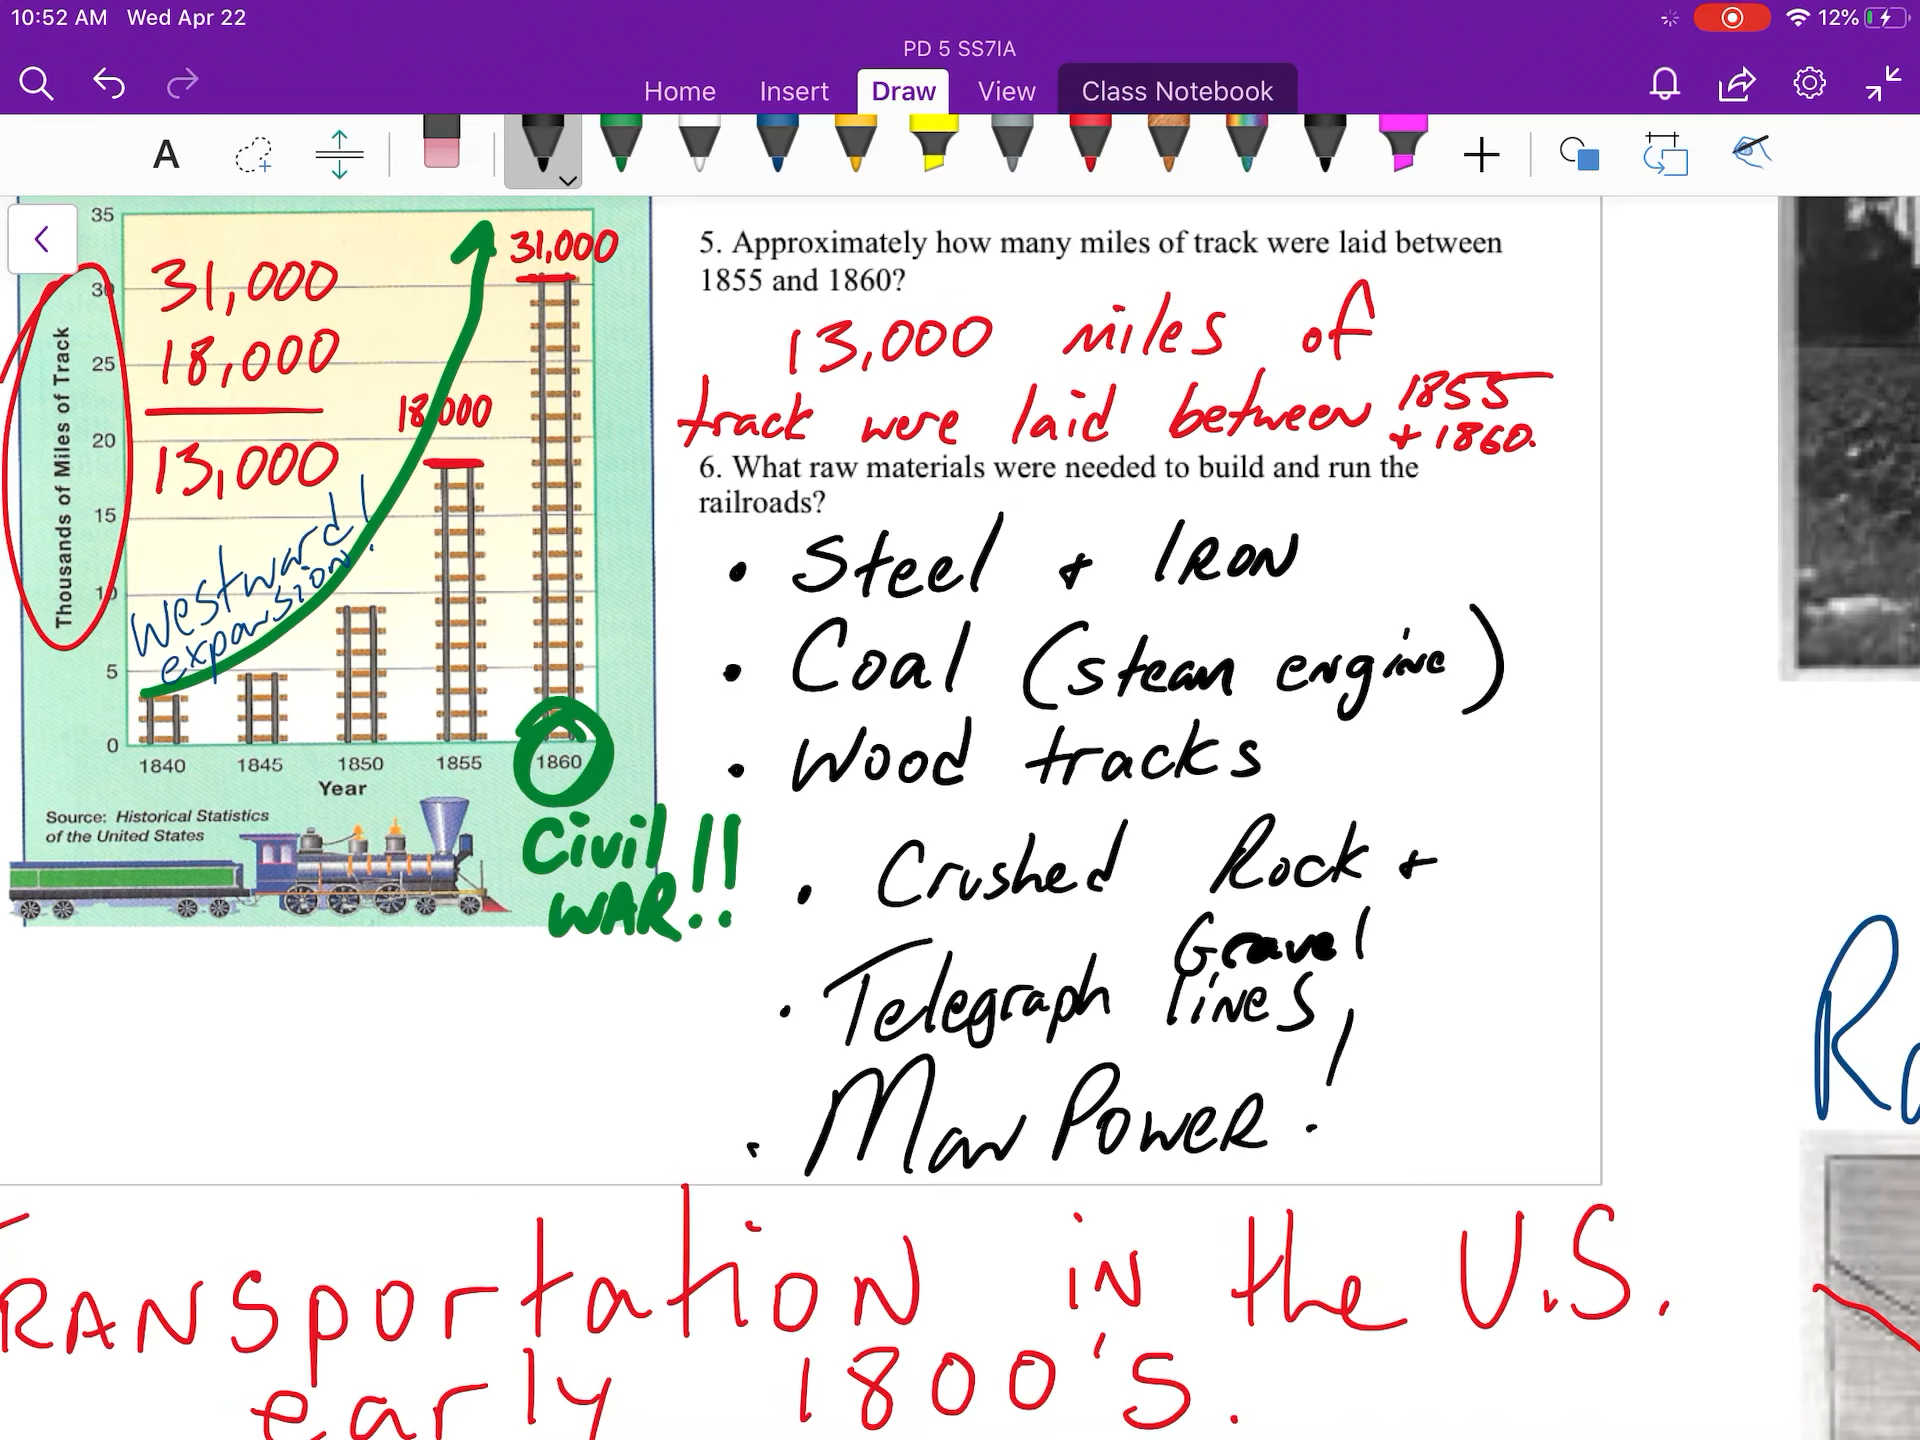 10:52 AM Wed Apr 22
12%
PD 5 SS7IA
Home Insert Draw View Class Notebook
A
35
30
25
20
15
10
5
0
Thousands of Miles of Track
31,000
18,000
13,000
18,000
31,000
Westward
expansion!
1840 1845 1850 1855 1860
Year
Source: Historical Statistics
of the United States
Civil
WAR!!
5. Approximately how many miles of track were laid between
1855 and 1860?
13,000 miles of
track were laid between 1855
+ 1860.
6. What raw materials were needed to build and run the
railroads?
• Steel + IRON
• Coal (steam engine)
• Wood tracks
• Crushed Rock +
Gravel
• Telegraph lines
• Man Power!
TRANSportation in the U.S.
early 1800's.